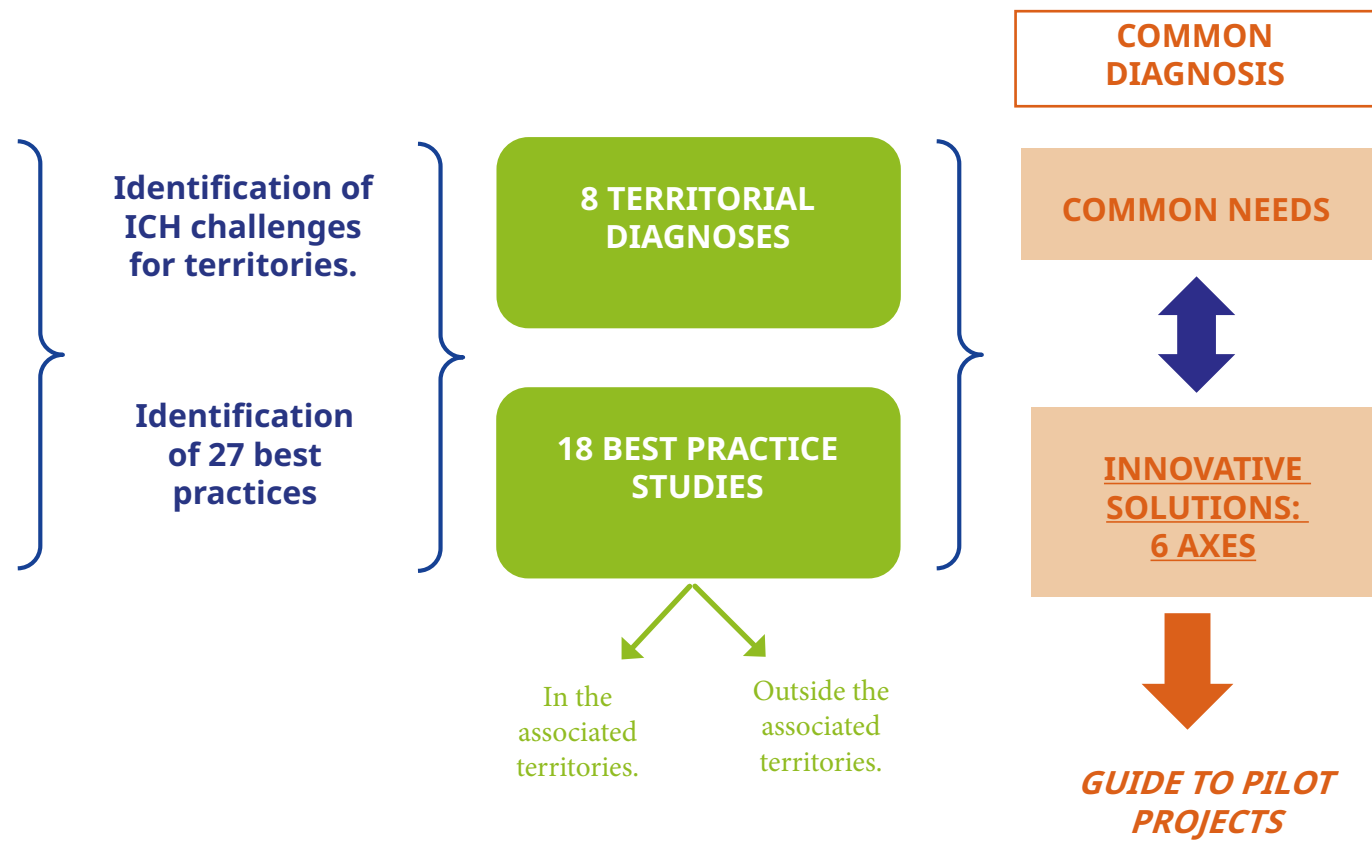 COMMON
DIAGNOSIS
Identification of
ICH challenges
for territories.
Identification
of 27 best
practices
8 TERRITORIAL
DIAGNOSES
18 BEST PRACTICE
STUDIES
In the
associated
territories.
Outside the
associated
territories.
COMMON NEEDS
INNOVATIVE
SOLUTIONS:
6 AXES
GUIDE TO PILOT
PROJECTS